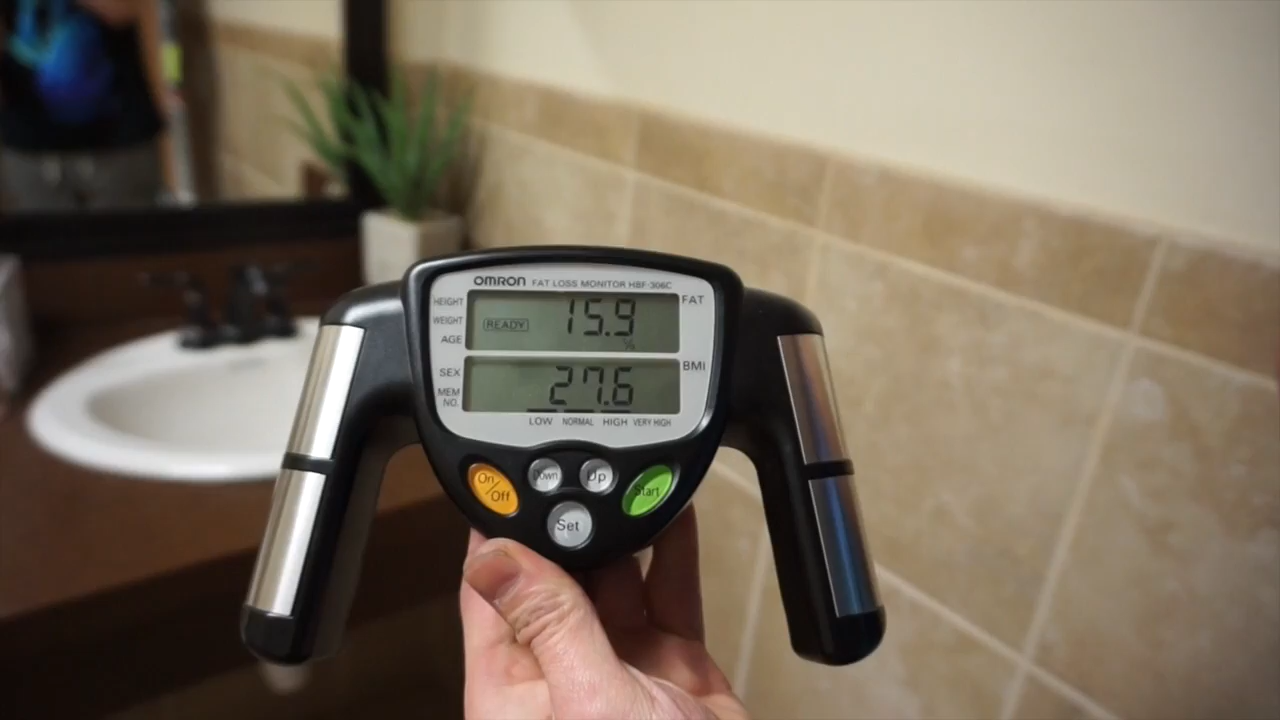 OMRON FAT LOSS MONITOR HBF-306C
HEIGHT
WEIGHT
AGE
READY
15.9
%
FAT
SEX
MEM
NO.
27.6
BMI
LOW NORMAL HIGH VERY HIGH
On/Off
Down
Up
Start
Set